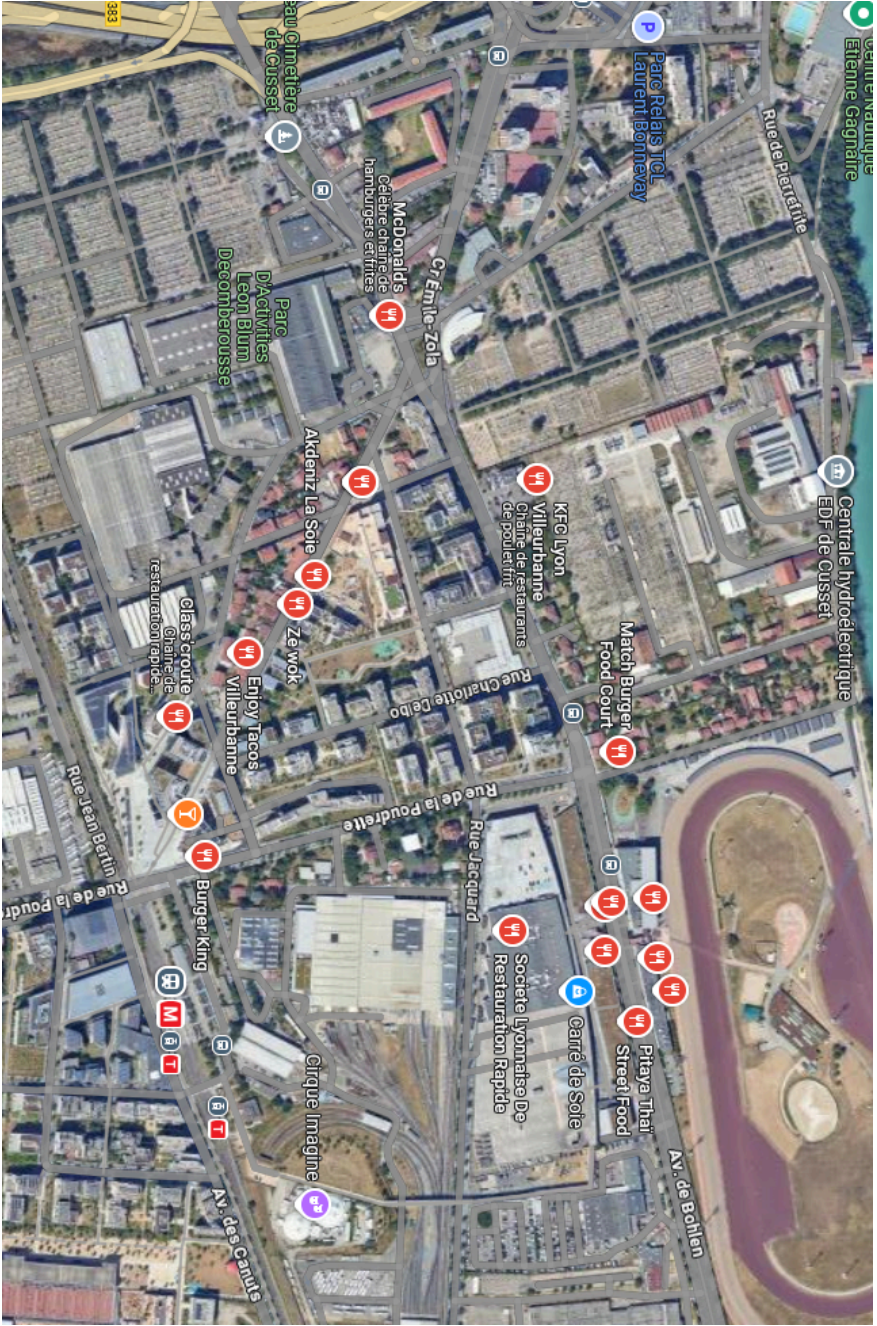 Centre Nautique
Etienne Gagnaire
Centrale hydroélectrique
EDF de Cusset
Rue de Pierrefrite
Av. de Bohlen
Parc Relais TCL
Laurent Bonnevay
P
Match Burger
Food Court
Pitaya Thaï
Street Food
Carré de Soie
KFC Lyon
Villeurbanne
Chaîne de restaurants
de poulet frit
Rue Charlotte Delbo
Societe Lyonnaise De
Restauration Rapide
Rue Jacquard
Cr Émile-Zola
McDonald's
Célèbre chaîne de
hamburgers et frites
Rue de la Poudrette
Akdeniz La Soie
Cirque Imagine
Ze wok
eau Cimetière
de Cusset
Parc
D'Activities
Leon Blum
Decomberousse
Enjoy Tacos
Villeurbanne
Av. des Canuts
Burger King
Class'croute
Chaîne de
restauration rapide...
T
M
T
383
Rue Jean Bertin
Rue de la Poudr